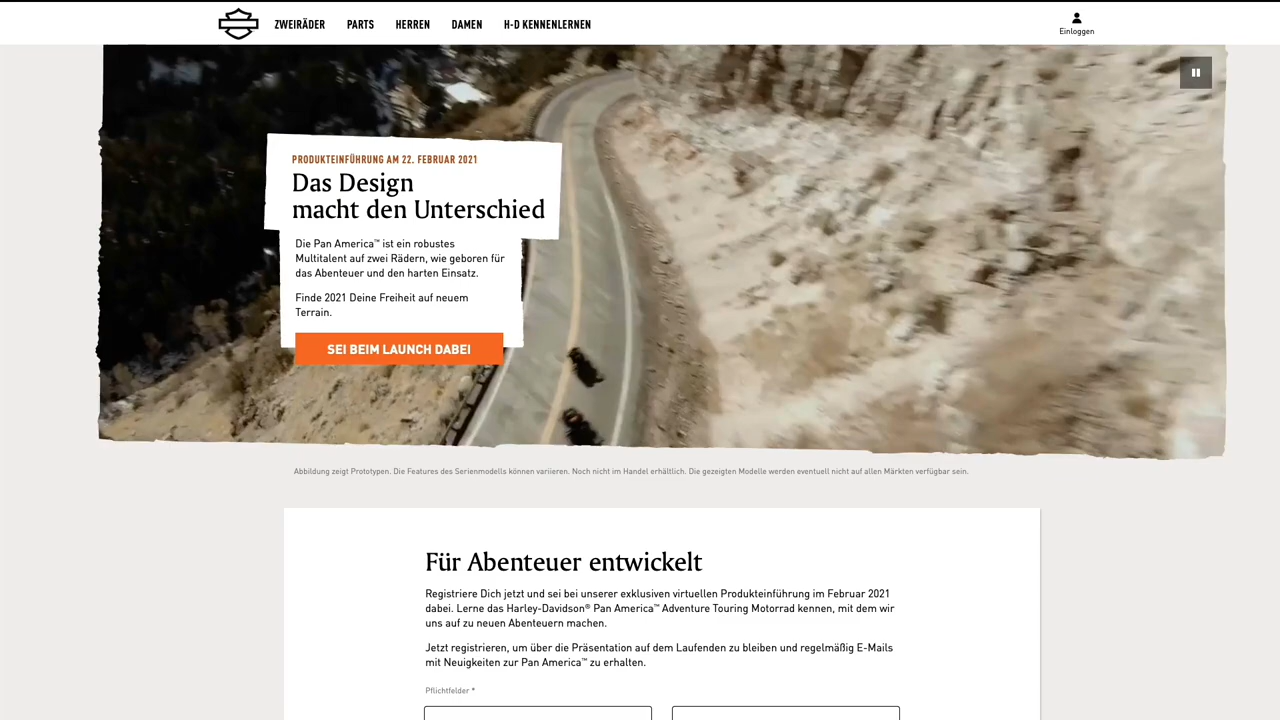 ZWEIRÄDER PARTS HERREN DAMEN H-D KENNENLERNEN
Einloggen
PRODUKTEINFÜHRUNG AM 22. FEBRUAR 2021
Das Design
macht den Unterschied
Die Pan America™ ist ein robustes
Multitalent auf zwei Rädern, wie geboren für
das Abenteuer und den harten Einsatz.
Finde 2021 Deine Freiheit auf neuem
Terrain.
SEI BEIM LAUNCH DABEI
Abbildung zeigt Prototypen. Die Features des Serienmodells können variieren. Noch nicht im Handel erhältlich. Die gezeigten Modelle werden eventuell nicht auf allen Märkten verfügbar sein.
Für Abenteuer entwickelt
Registriere Dich jetzt und sei bei unserer exklusiven virtuellen Produkteinführung im Februar 2021
dabei. Lerne das Harley-Davidson® Pan America™ Adventure Touring Motorrad kennen, mit dem wir
uns auf zu neuen Abenteuern machen.
Jetzt registrieren, um über die Präsentation auf dem Laufenden zu bleiben und regelmäßig E-Mails
mit Neuigkeiten zur Pan America™ zu erhalten.
Pflichtfelder *